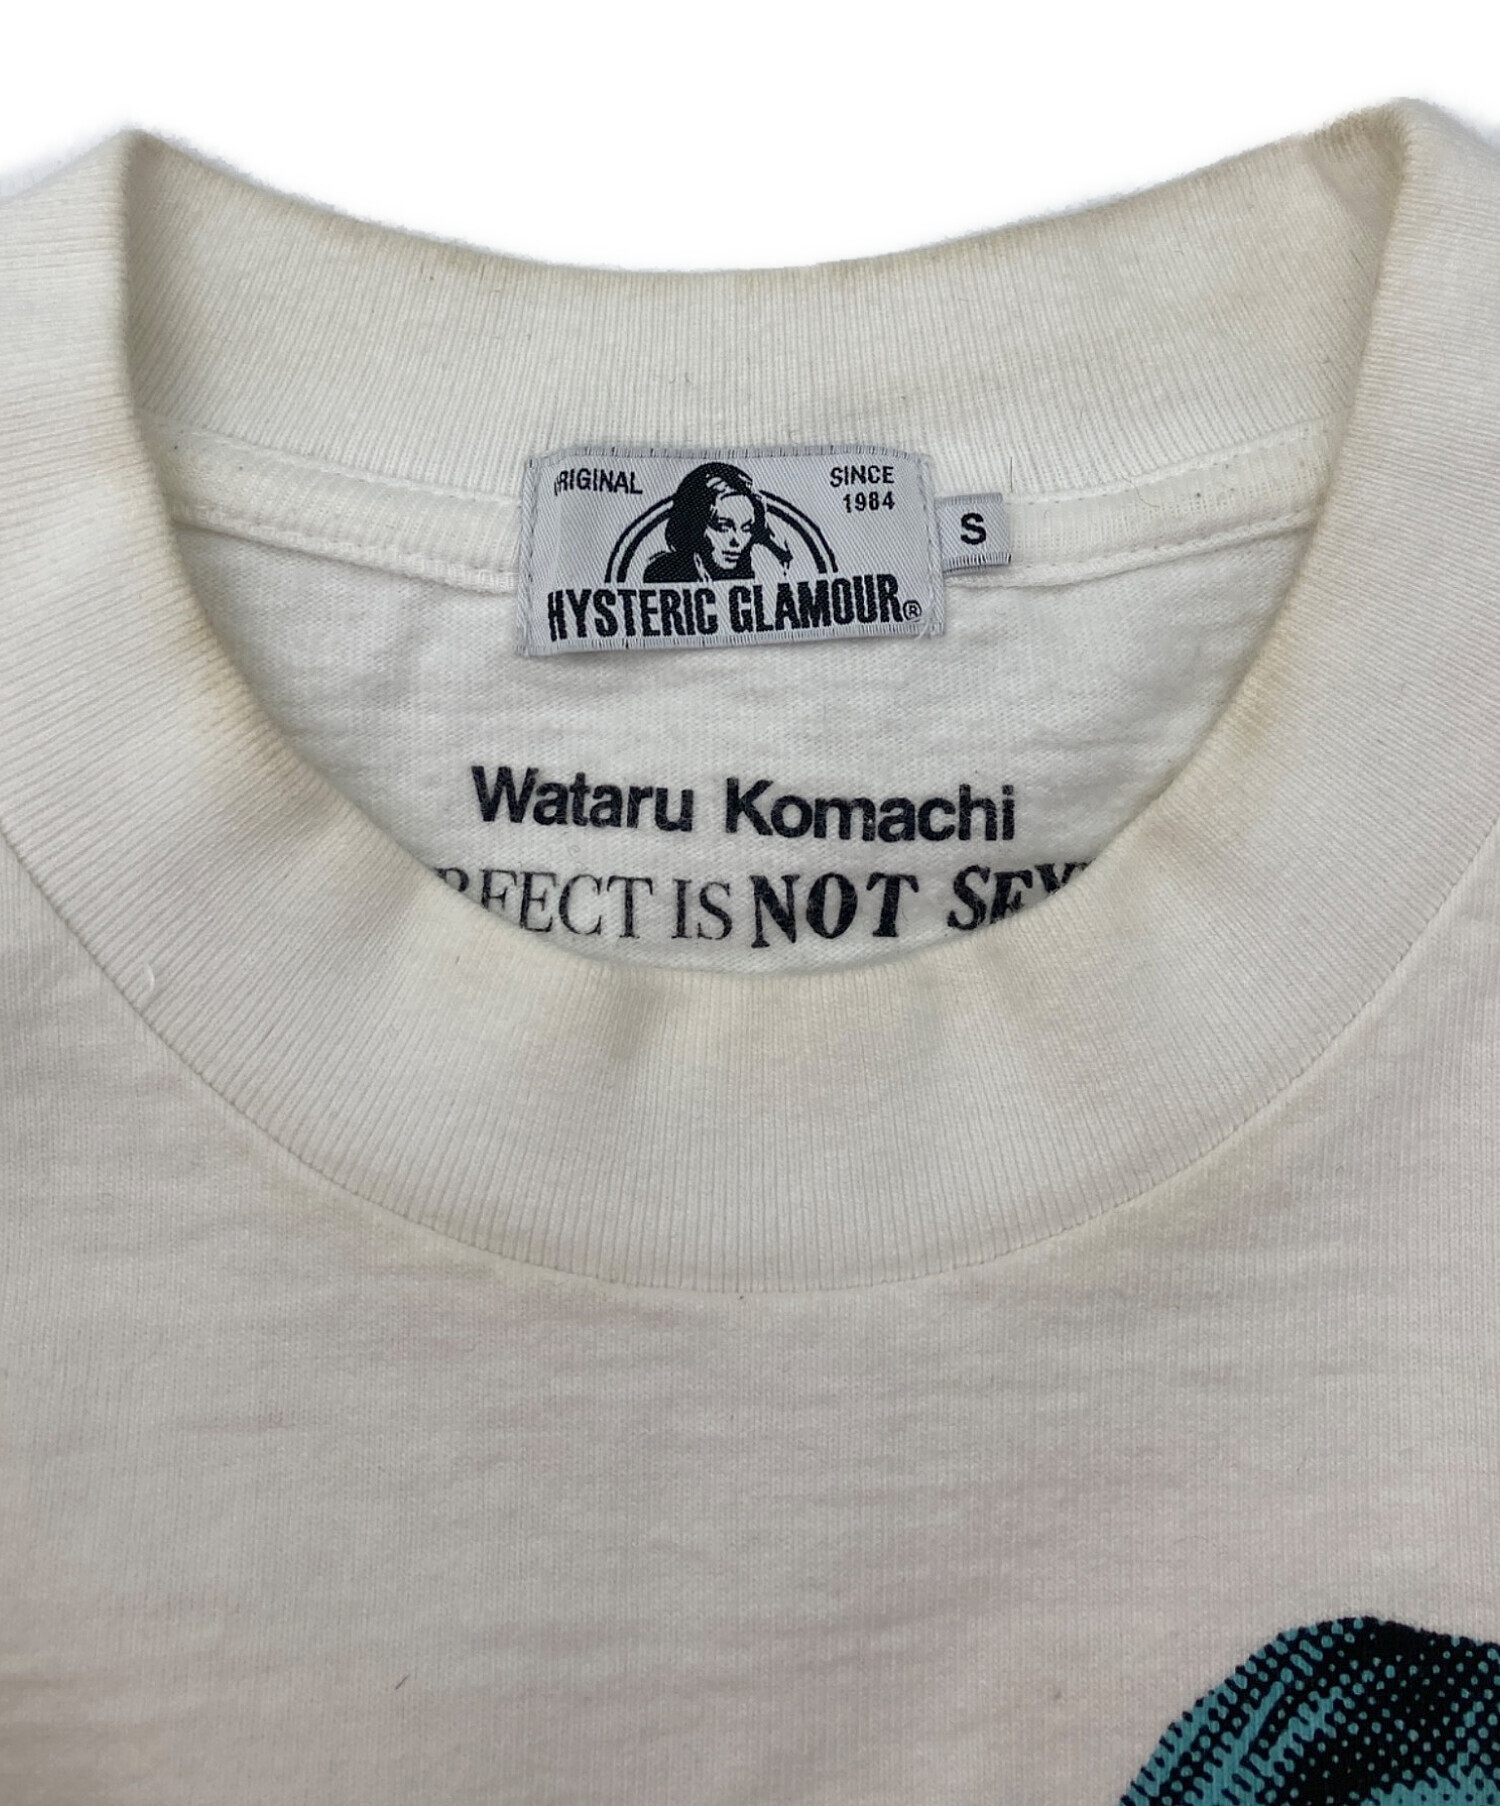 RIGINAL
SINCE
1984
HYSTERIC GLAMOUR®
S
Wataru Komachi
RFECT IS NOT SEX